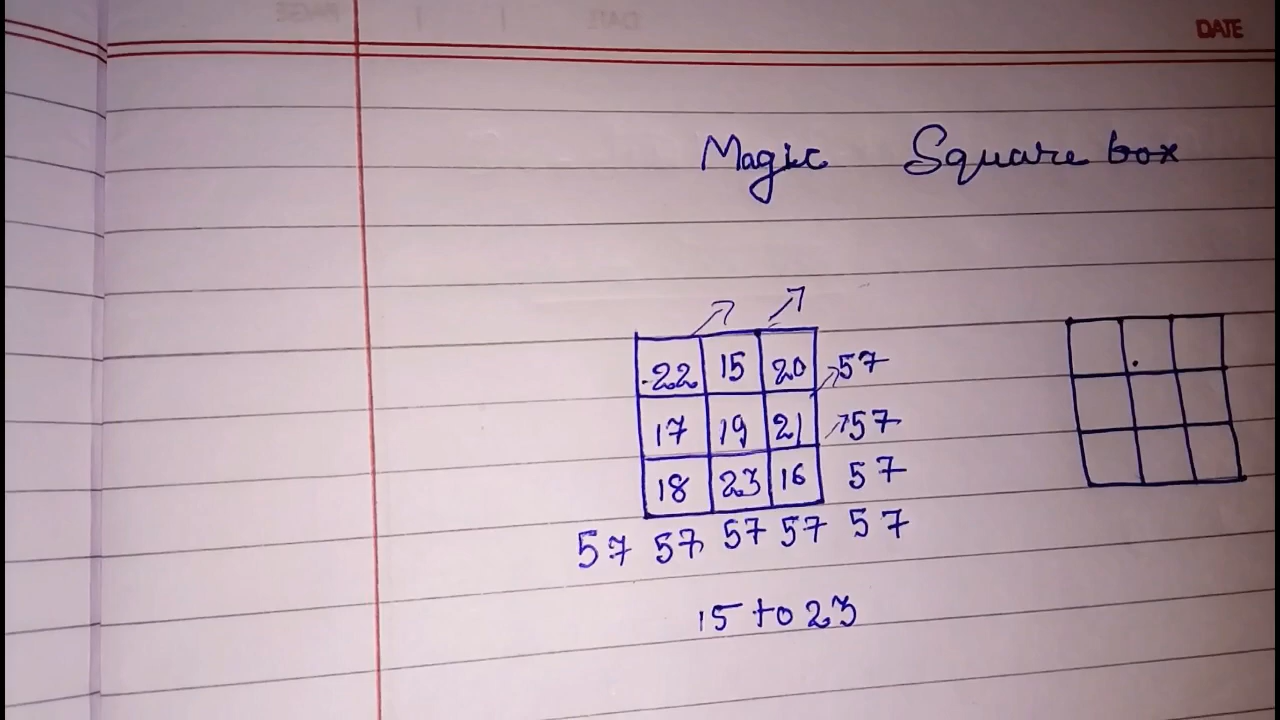 DATE
Magic Square box
22 15 20 57
17 19 21 57
18 23 16 57
57 57 57 57 57
15 to 23